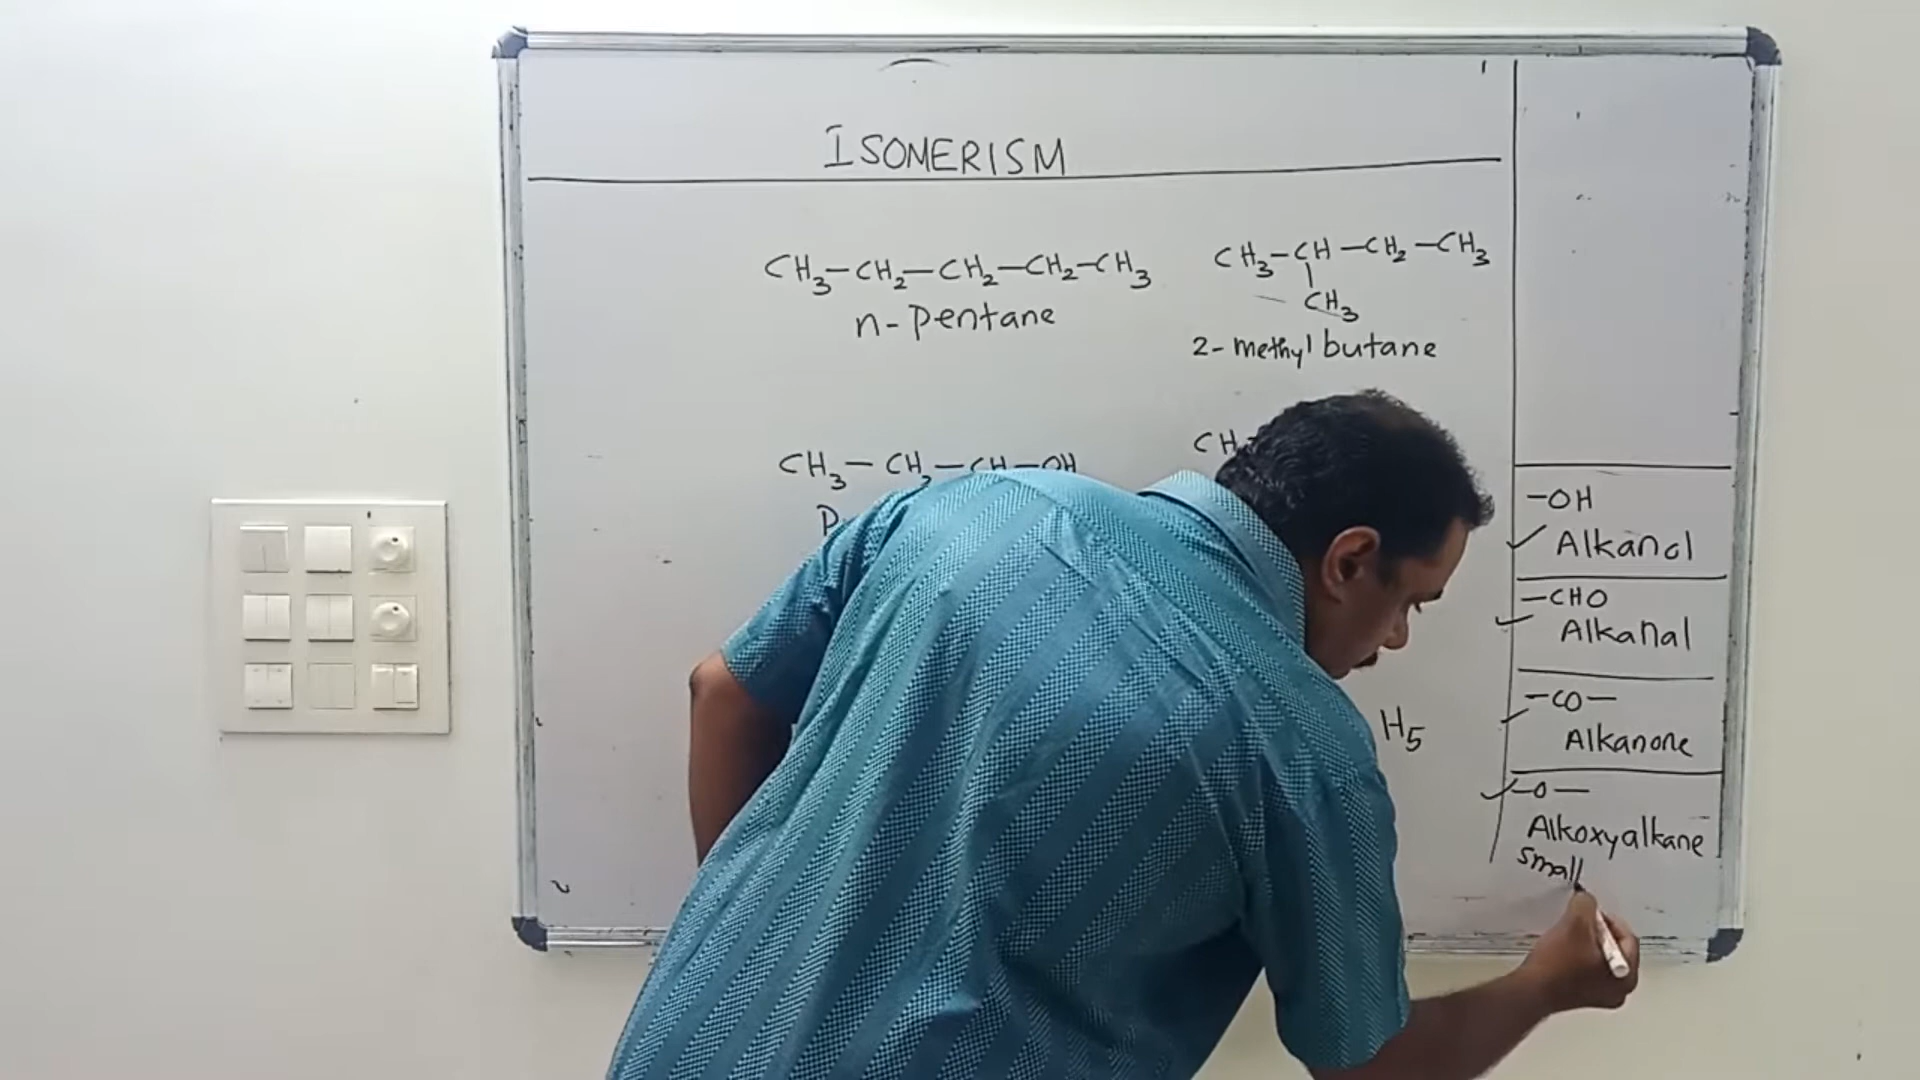 ISOMERISM
CH3-CH2-CH2-CH2-CH3
n-Pentane
CH3-CH-CH2-CH3
CH3
2-methyl butane
CH3-CH2-CH-OH
CH
H5
-OH
Alkanol
-CHO
Alkanal
-CO-
Alkanone
-O-
Alkoxyalkane
small